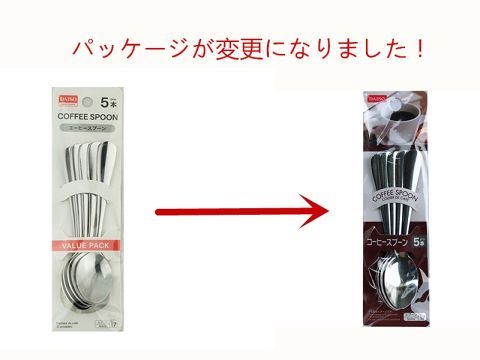 パッケージが変更になりました！
DAISO
5本
COFFEE SPOON
コーヒースプーン
VALUE PACK
DAISO
COFFEE SPOON
コーヒースプーン 5本